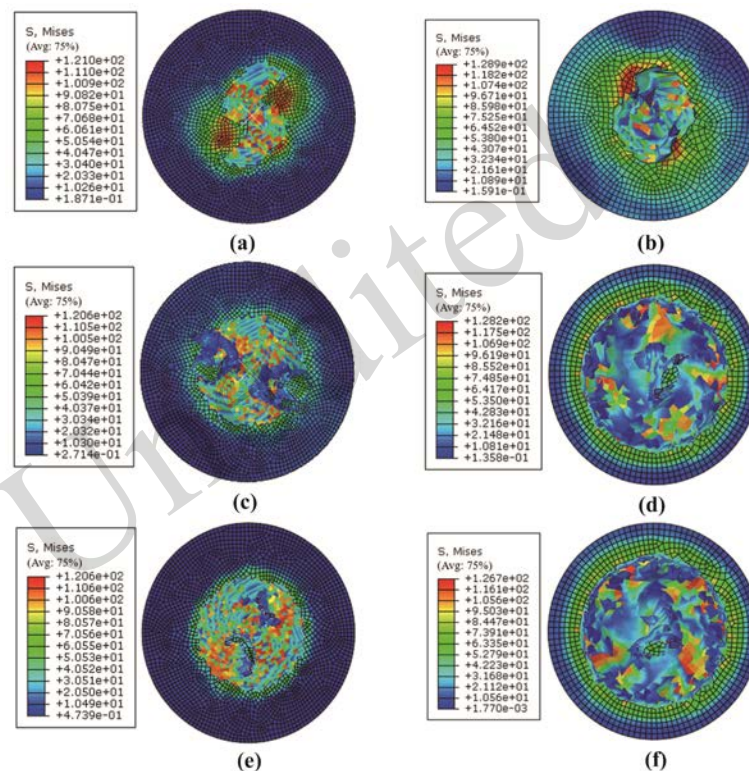 S, Mises
(Avg: 75%)
+1.210e+02
+1.110e+02
+1.009e+02
+9.082e+01
+8.075e+01
+7.068e+01
+6.061e+01
+5.054e+01
+4.047e+01
+3.040e+01
+2.033e+01
+1.026e+01
+1.871e-01
(a)
S, Mises
(Avg: 75%)
+1.289e+02
+1.182e+02
+1.074e+02
+9.671e+01
+8.598e+01
+7.525e+01
+6.452e+01
+5.380e+01
+4.307e+01
+3.234e+01
+2.161e+01
+1.089e+01
+1.591e-01
(b)
S, Mises
(Avg: 75%)
+1.206e+02
+1.105e+02
+1.005e+02
+9.049e+01
+8.047e+01
+7.044e+01
+6.042e+01
+5.039e+01
+4.037e+01
+3.034e+01
+2.032e+01
+1.030e+01
+2.714e-01
(c)
S, Mises
(Avg: 75%)
+1.282e+02
+1.175e+02
+1.069e+02
+9.619e+01
+8.552e+01
+7.485e+01
+6.417e+01
+5.350e+01
+4.283e+01
+3.216e+01
+2.148e+01
+1.081e+01
+1.358e-01
(d)
S, Mises
(Avg: 75%)
+1.206e+02
+1.106e+02
+1.006e+02
+9.058e+01
+8.057e+01
+7.056e+01
+6.055e+01
+5.053e+01
+4.052e+01
+3.051e+01
+2.050e+01
+1.049e+01
+4.739e-01
(e)
S, Mises
(Avg: 75%)
+1.267e+02
+1.161e+02
+1.056e+02
+9.503e+01
+8.447e+01
+7.391e+01
+6.335e+01
+5.279e+01
+4.223e+01
+3.168e+01
+2.112e+01
+1.056e+01
+1.770e-03
(f)
Unedited